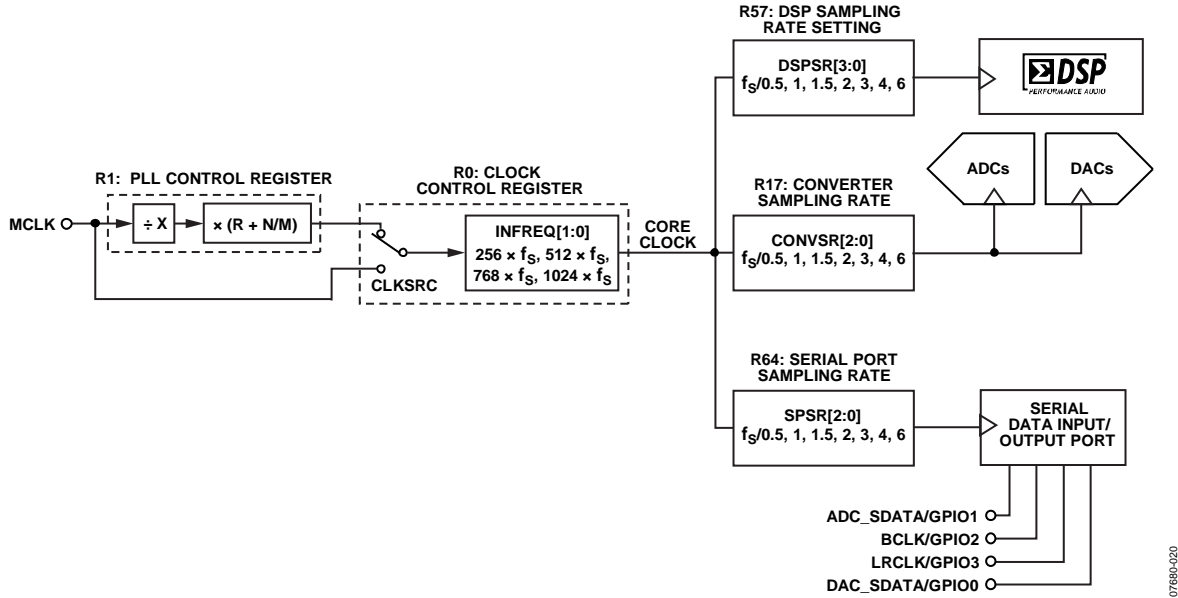 R57: DSP SAMPLING
RATE SETTING
DSPSR[3:0]
fS/0.5, 1, 1.5, 2, 3, 4, 6
ΣDSP
PERFORMANCE AUDIO
R1: PLL CONTROL REGISTER
MCLK
÷ X
× (R + N/M)
R0: CLOCK
CONTROL REGISTER
CLKSRC
INFREQ[1:0]
256 × fS, 512 × fS,
768 × fS, 1024 × fS
CORE
CLOCK
R17: CONVERTER
SAMPLING RATE
CONVSR[2:0]
fS/0.5, 1, 1.5, 2, 3, 4, 6
ADCs
DACs
R64: SERIAL PORT
SAMPLING RATE
SPSR[2:0]
fS/0.5, 1, 1.5, 2, 3, 4, 6
SERIAL
DATA INPUT/
OUTPUT PORT
ADC_SDATA/GPIO1
BCLK/GPIO2
LRCLK/GPIO3
DAC_SDATA/GPIO0
07680-020